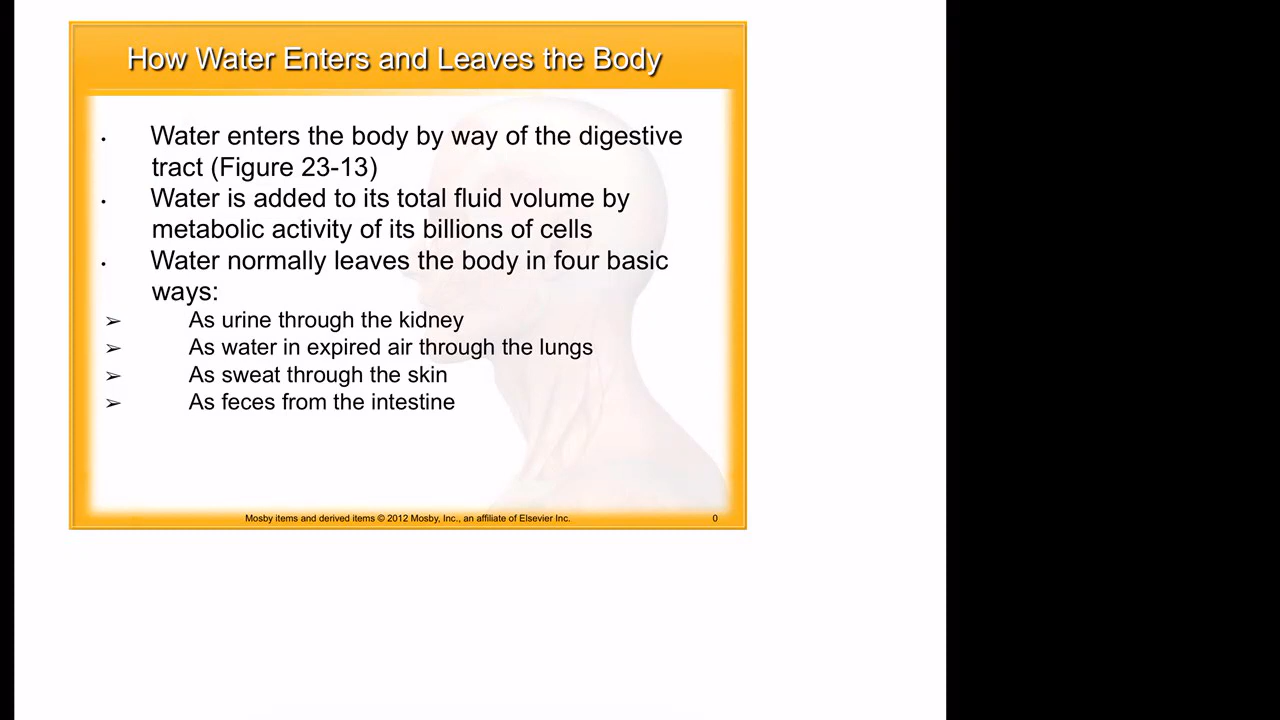 How Water Enters and Leaves the Body
• Water enters the body by way of the digestive
tract (Figure 23-13)
• Water is added to its total fluid volume by
metabolic activity of its billions of cells
• Water normally leaves the body in four basic
ways:
➢ As urine through the kidney
➢ As water in expired air through the lungs
➢ As sweat through the skin
➢ As feces from the intestine
Mosby items and derived items © 2012 Mosby, Inc., an affiliate of Elsevier Inc. 0